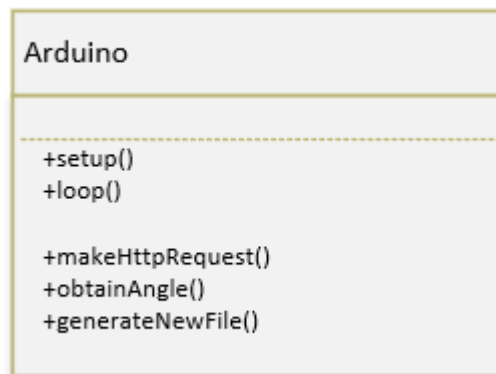 Arduino
+setup()
+loop()
+makeHttpRequest()
+obtainAngle()
+generateNewFile()